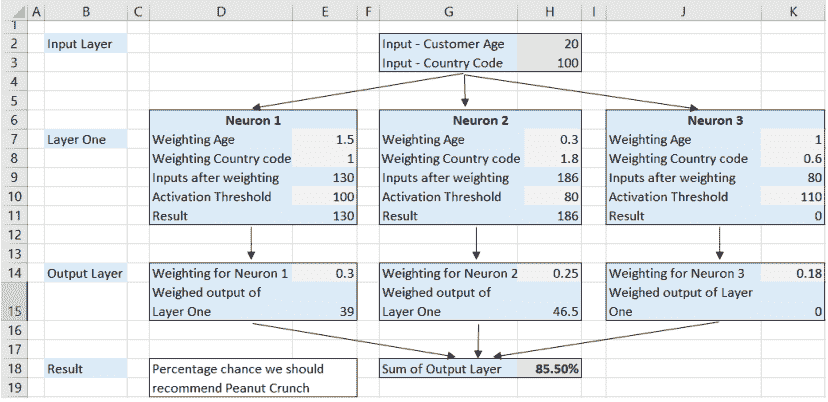 A B C D E F G H I J K
1
2 Input Layer Input - Customer Age 20
3 Input - Country Code 100
4
5
6 Neuron 1 Neuron 2 Neuron 3
7 Layer One Weighting Age 1.5 Weighting Age 0.3 Weighting Age 1
8 Weighting Country code 1 Weighting Country code 1.8 Weighting Country code 0.6
9 Inputs after weighting 130 Inputs after weighting 186 Inputs after weighting 80
10 Activation Threshold 100 Activation Threshold 80 Activation Threshold 110
11 Result 130 Result 186 Result 0
12
13
14 Output Layer Weighting for Neuron 1 0.3 Weighting for Neuron 2 0.25 Weighting for Neuron 3 0.18
Weighed output of Weighed output of Weighed output of Layer
15 Layer One 39 Layer One 46.5 One 0
16
17
18 Result Percentage chance we should Sum of Output Layer 85.50%
19 recommend Peanut Crunch